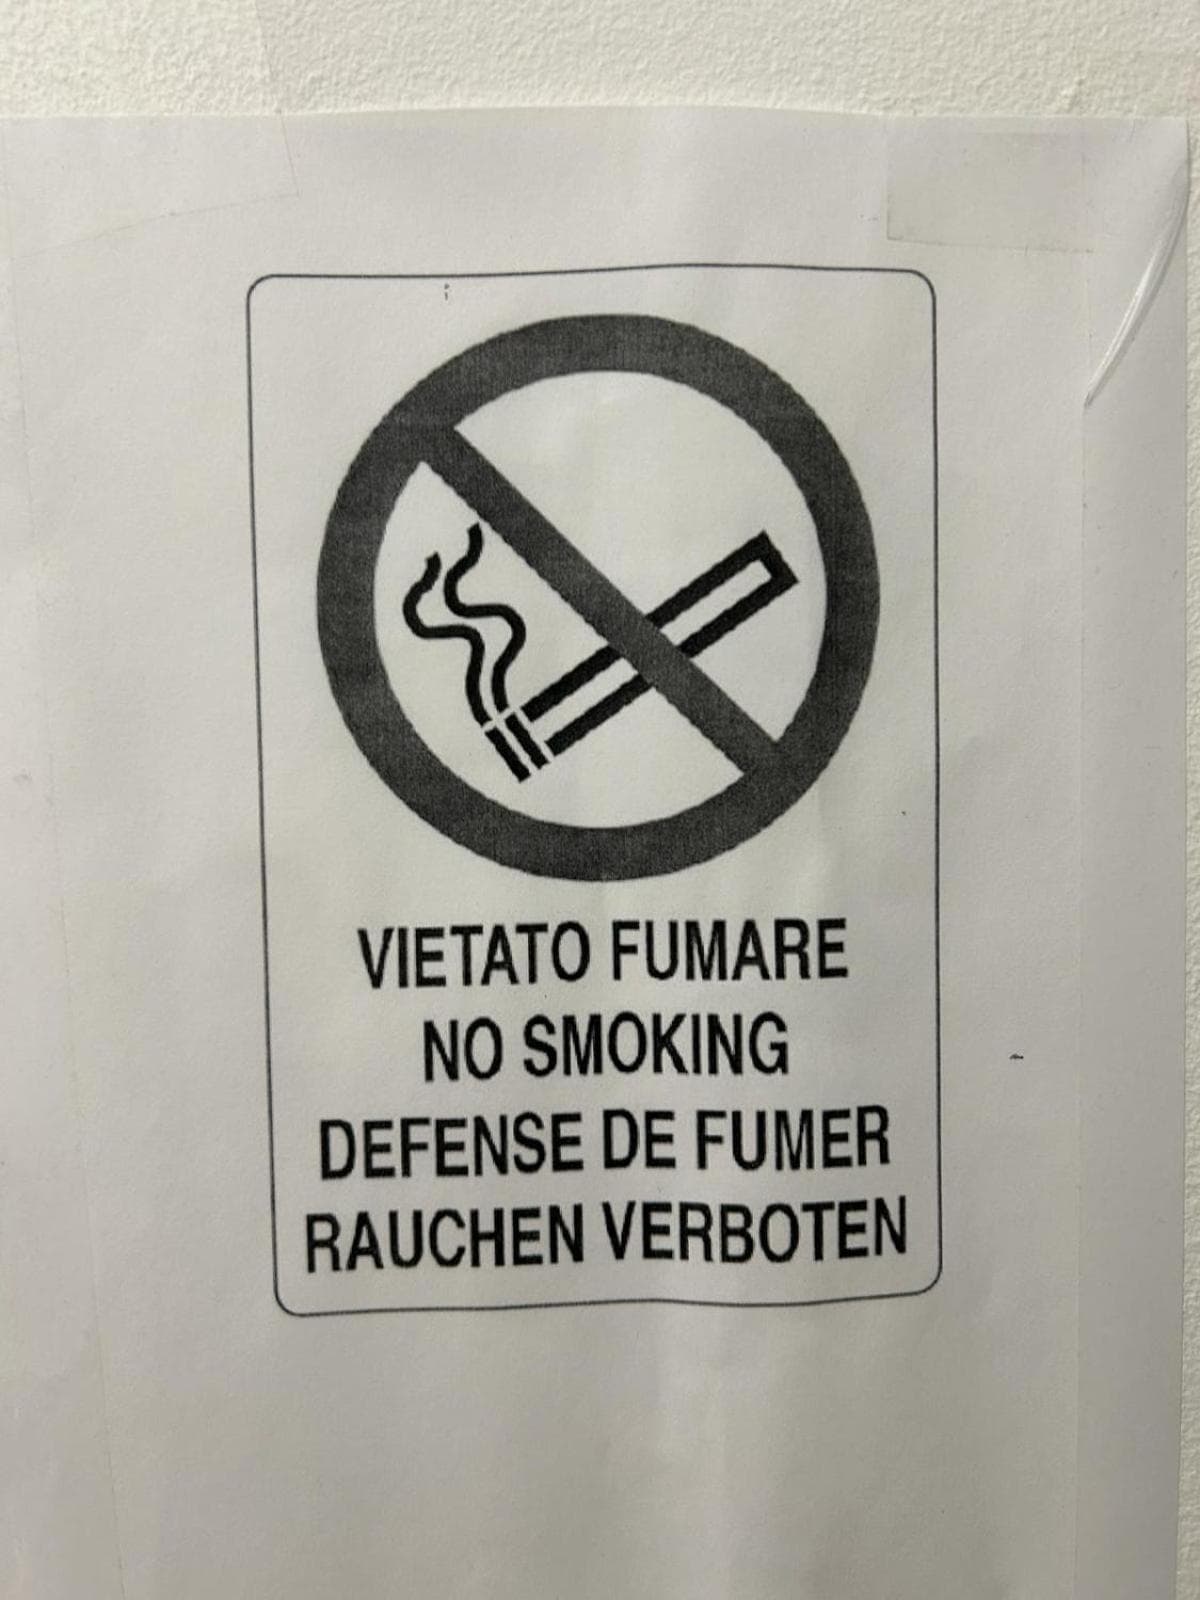 VIETATO FUMARE
NO SMOKING
DEFENSE DE FUMER
RAUCHEN VERBOTEN